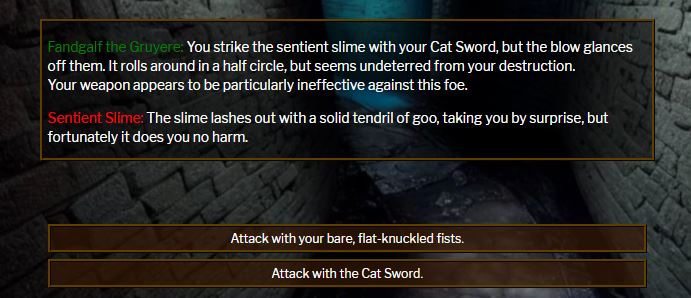 Fandgalf the Gruyere: You strike the sentient slime with your Cat Sword, but the blow glances
off them. It rolls around in a half circle, but seems undeterred from your destruction.
Your weapon appears to be particularly ineffective against this foe.
Sentient Slime: The slime lashes out with a solid tendril of goo, taking you by surprise, but
fortunately it does you no harm.
Attack with your bare, flat-knuckled fists.
Attack with the Cat Sword.